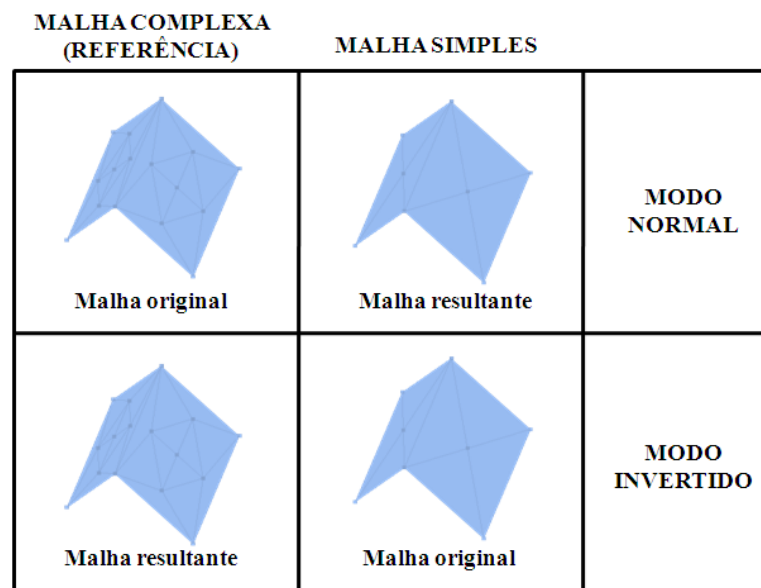 MALHA COMPLEXA
(REFERÊNCIA)
MALHA SIMPLES
Malha original
Malha resultante
MODO
NORMAL
Malha resultante
Malha original
MODO
INVERTIDO